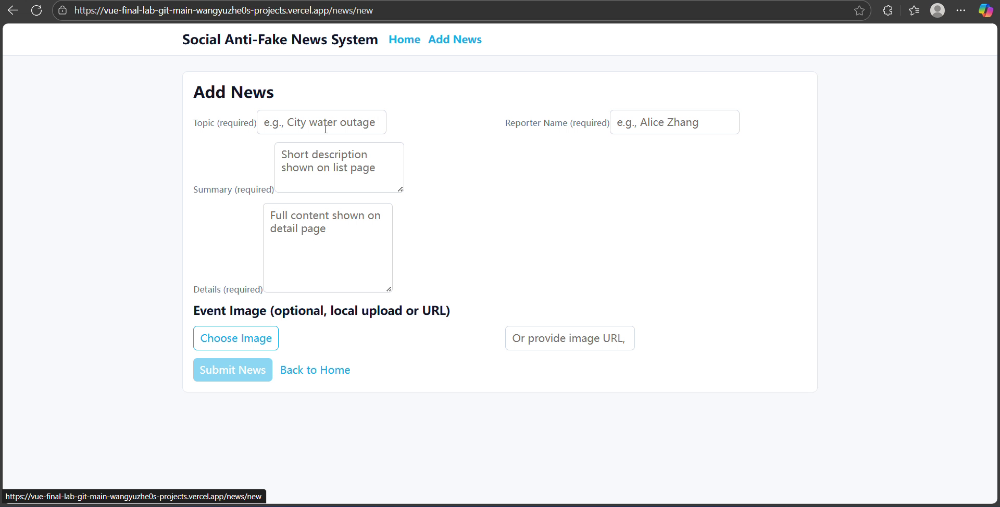 https://vue-final-lab-git-main-wangyuzhe0s-projects.vercel.app/news/new
Social Anti-Fake News System Home Add News
Add News
Topic (required) e.g., City water outage Reporter Name (required) e.g., Alice Zhang
Short description
shown on list page
Summary (required)
Full content shown on
detail page
Details (required)
Event Image (optional, local upload or URL)
Choose Image Or provide image URL,
Submit News Back to Home
https://vue-final-lab-git-main-wangyuzhe0s-projects.vercel.app/news/new